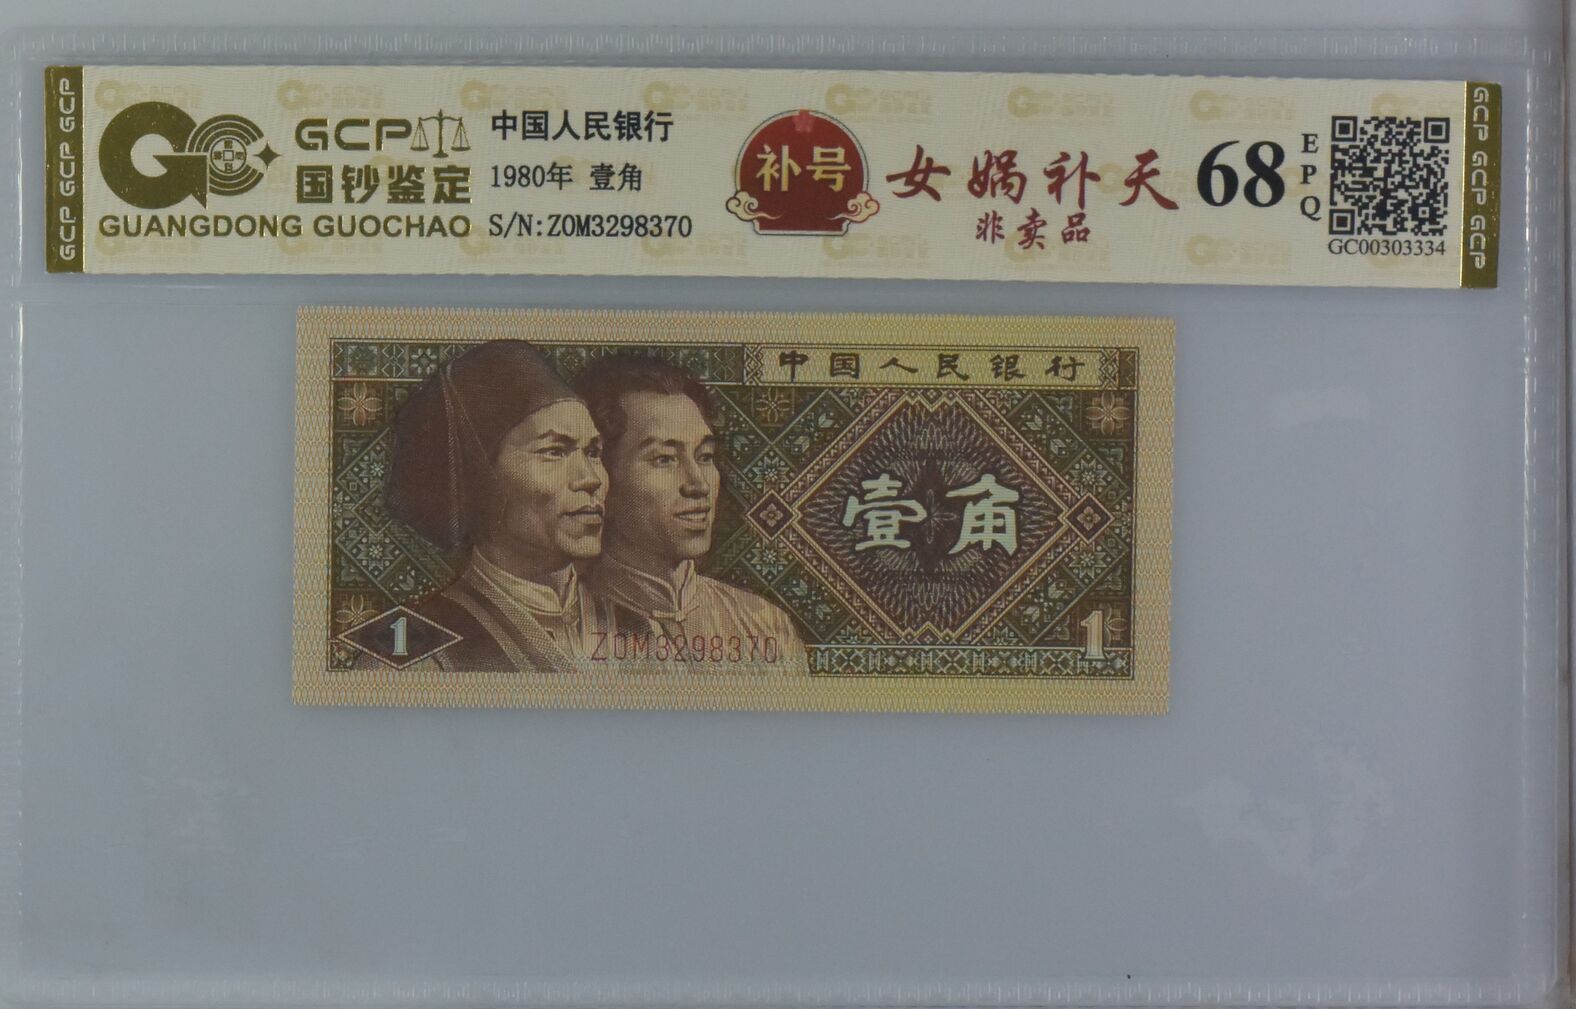 GCP GCP GCP
GCP
国钞鉴定
GUANGDONG GUOCHAO
中国人民银行
1980年 壹角
S/N:ZOM3298370
补号
女娲补天
非卖品
68
EPQ
GC00303334
GCP GCP GCP
中国人民银行
壹角
1
ZOM3298370
1